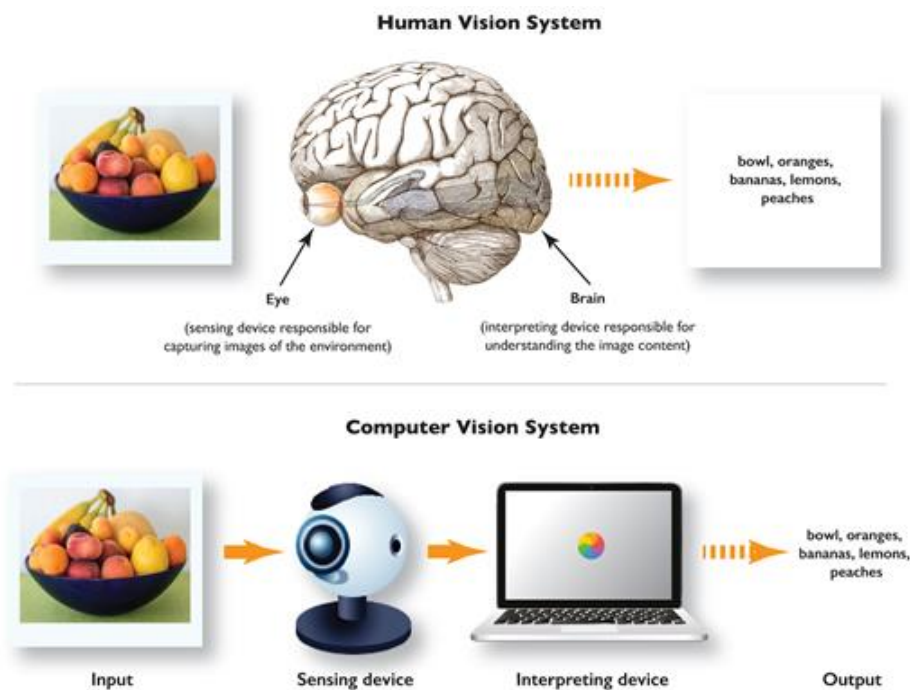 Human Vision System
bowl, oranges,
bananas, lemons,
peaches
Eye
(sensing device responsible for
capturing images of the environment)
Brain
(interpreting device responsible for
understanding the image content)
Computer Vision System
bowl, oranges,
bananas, lemons,
peaches
Input
Sensing device
Interpreting device
Output